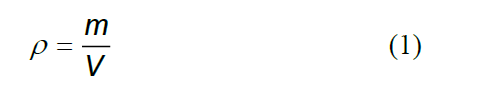 ρ = m/V (1)